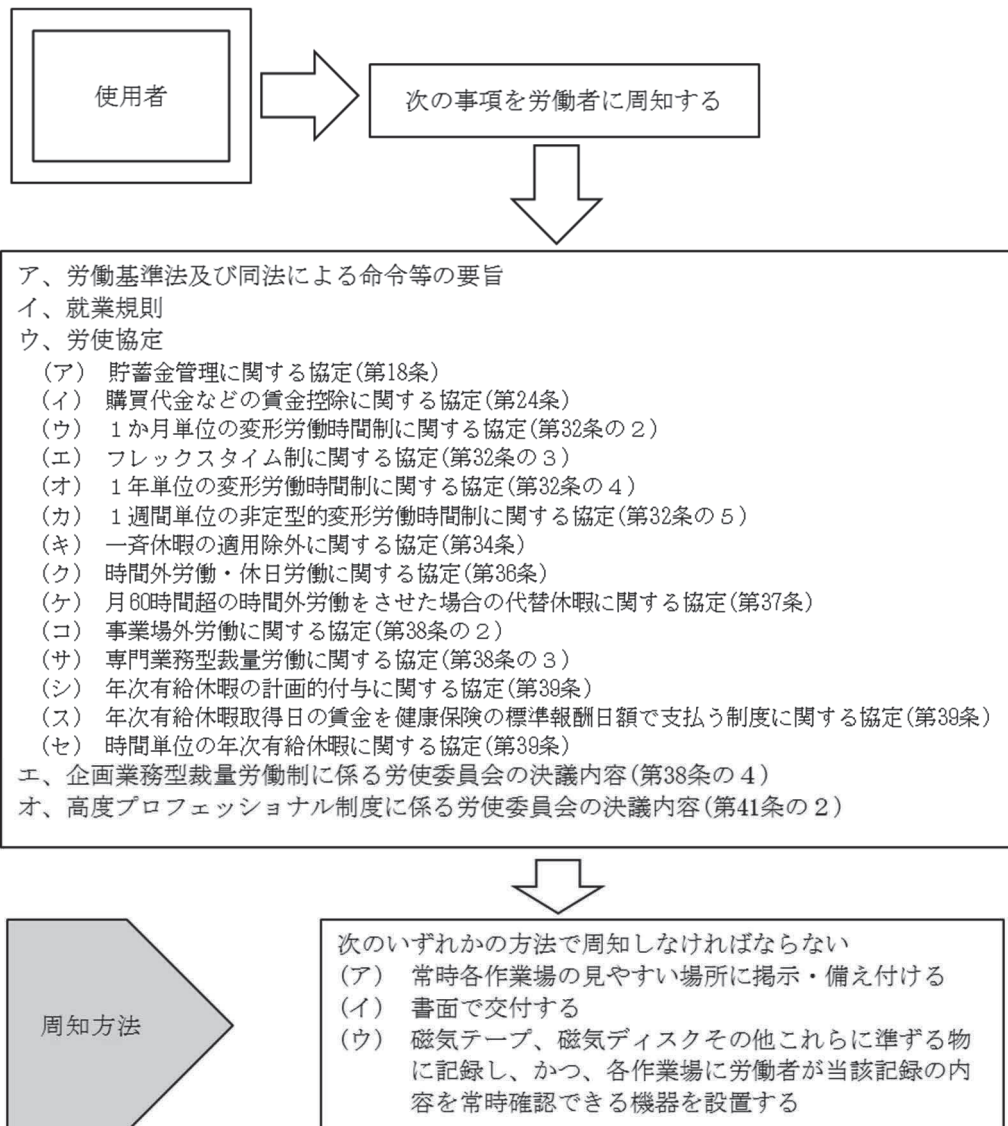 使用者
次の事項を労働者に周知する
ア、労働基準法及び同法による命令等の要旨
イ、就業規則
ウ、労使協定
(ア) 貯蓄金管理に関する協定(第18条)
(イ) 購買代金などの賃金控除に関する協定(第24条)
(ウ) 1か月単位の変形労働時間制に関する協定(第32条の2)
(エ) フレックスタイム制に関する協定(第32条の3)
(オ) 1年単位の変形労働時間制に関する協定(第32条の4)
(カ) 1週間単位の非定型的変形労働時間制に関する協定(第32条の5)
(キ) 一斉休暇の適用除外に関する協定(第34条)
(ク) 時間外労働・休日労働に関する協定(第36条)
(ケ) 月60時間超の時間外労働をさせた場合の代替休暇に関する協定(第37条)
(コ) 事業場外労働に関する協定(第38条の2)
(サ) 専門業務型裁量労働に関する協定(第38条の3)
(シ) 年次有給休暇の計画的付与に関する協定(第39条)
(ス) 年次有給休暇取得日の賃金を健康保険の標準報酬日額で支払う制度に関する協定(第39条)
(セ) 時間単位の年次有給休暇に関する協定(第39条)
エ、企画業務型裁量労働制に係る労使委員会の決議内容(第38条の4)
オ、高度プロフェッショナル制度に係る労使委員会の決議内容(第41条の2)
周知方法
次のいずれかの方法で周知しなければならない
(ア) 常時各作業場の見やすい場所に掲示・備え付ける
(イ) 書面で交付する
(ウ) 磁気テープ、磁気ディスクその他これらに準ずる物
に記録し、かつ、各作業場に労働者が当該記録の内
容を常時確認できる機器を設置する